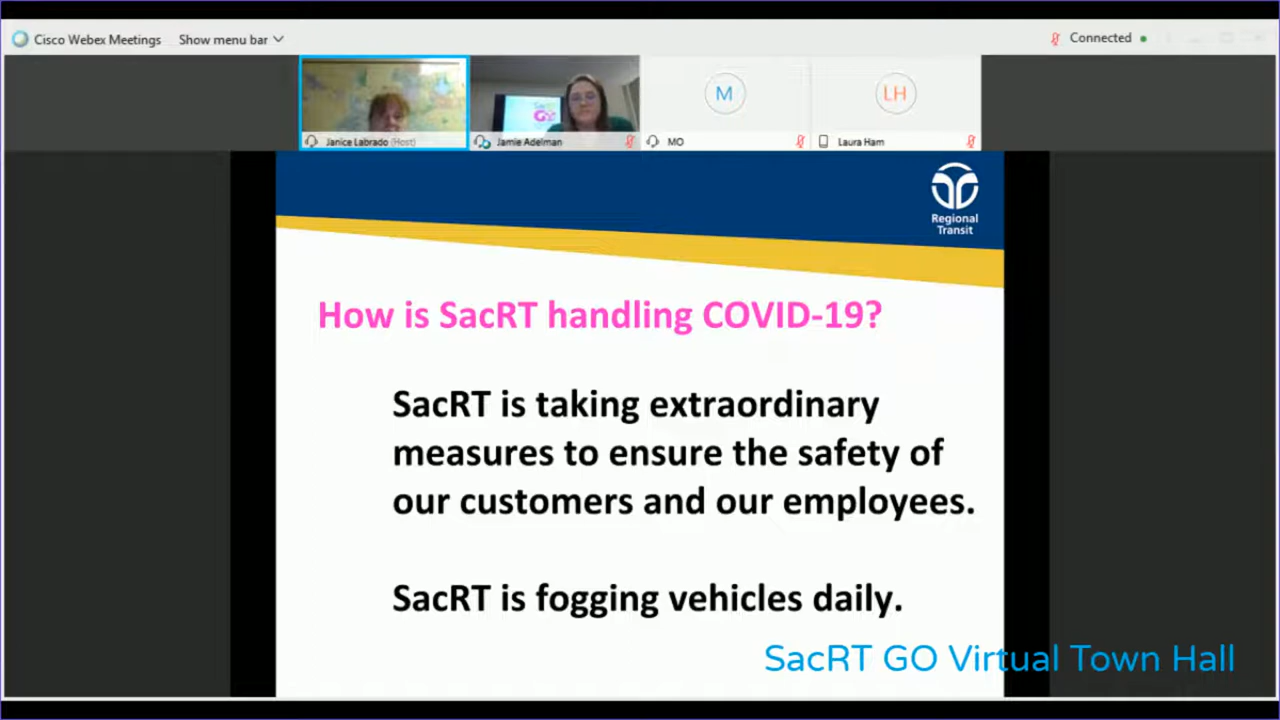 Cisco Webex Meetings Show menu bar Connected
M LH
Janice Labrado (Host) Jamie Adelman MO Laura Ham
Regional
Transit
How is SacRT handling COVID-19?
SacRT is taking extraordinary
measures to ensure the safety of
our customers and our employees.
SacRT is fogging vehicles daily.
SacRT GO Virtual Town Hall